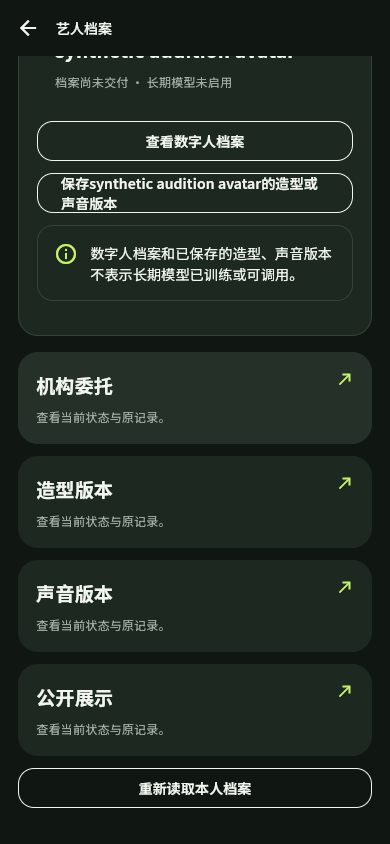 艺人档案
synthetic audition avatar
档案尚未交付 · 长期模型未启用
查看数字人档案
保存synthetic audition avatar的造型或
声音版本
数字人档案和已保存的造型、声音版本
不表示长期模型已训练或可调用。
机构委托
查看当前状态与原记录。
造型版本
查看当前状态与原记录。
声音版本
查看当前状态与原记录。
公开展示
查看当前状态与原记录。
重新读取本人档案